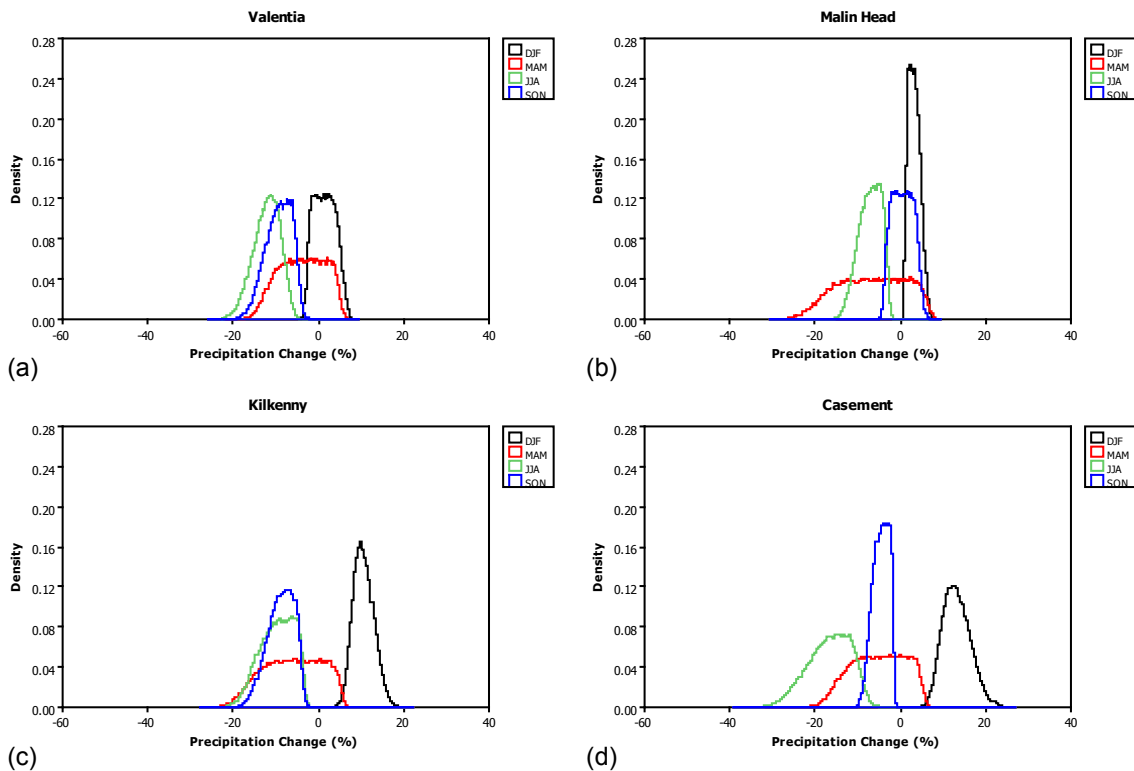 Valentia
0.28
0.24
0.20
0.16
0.12
0.08
0.04
0.00
Density
-60
-40
-20
0
20
40
Precipitation Change (%)
DJF
MAM
JJA
SON
(a)
Malin Head
0.28
0.24
0.20
0.16
0.12
0.08
0.04
0.00
Density
-60
-40
-20
0
20
40
Precipitation Change (%)
DJF
MAM
JJA
SON
(b)
Kilkenny
0.28
0.24
0.20
0.16
0.12
0.08
0.04
0.00
Density
-60
-40
-20
0
20
40
Precipitation Change (%)
DJF
MAM
JJA
SON
(c)
Casement
0.28
0.24
0.20
0.16
0.12
0.08
0.04
0.00
Density
-60
-40
-20
0
20
40
Precipitation Change (%)
DJF
MAM
JJA
SON
(d)